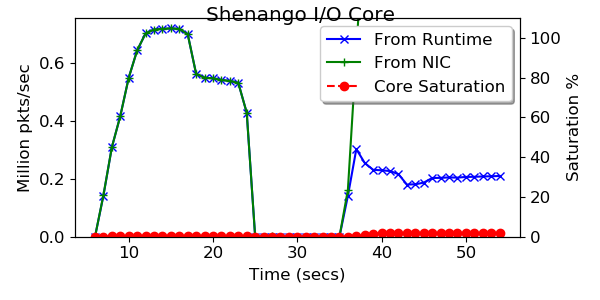 Shenango I/O Core
From Runtime
From NIC
Core Saturation
Million pkts/sec
0.6
0.4
0.2
0.0
100
80
60
40
20
0
Saturation %
10 20 30 40 50
Time (secs)